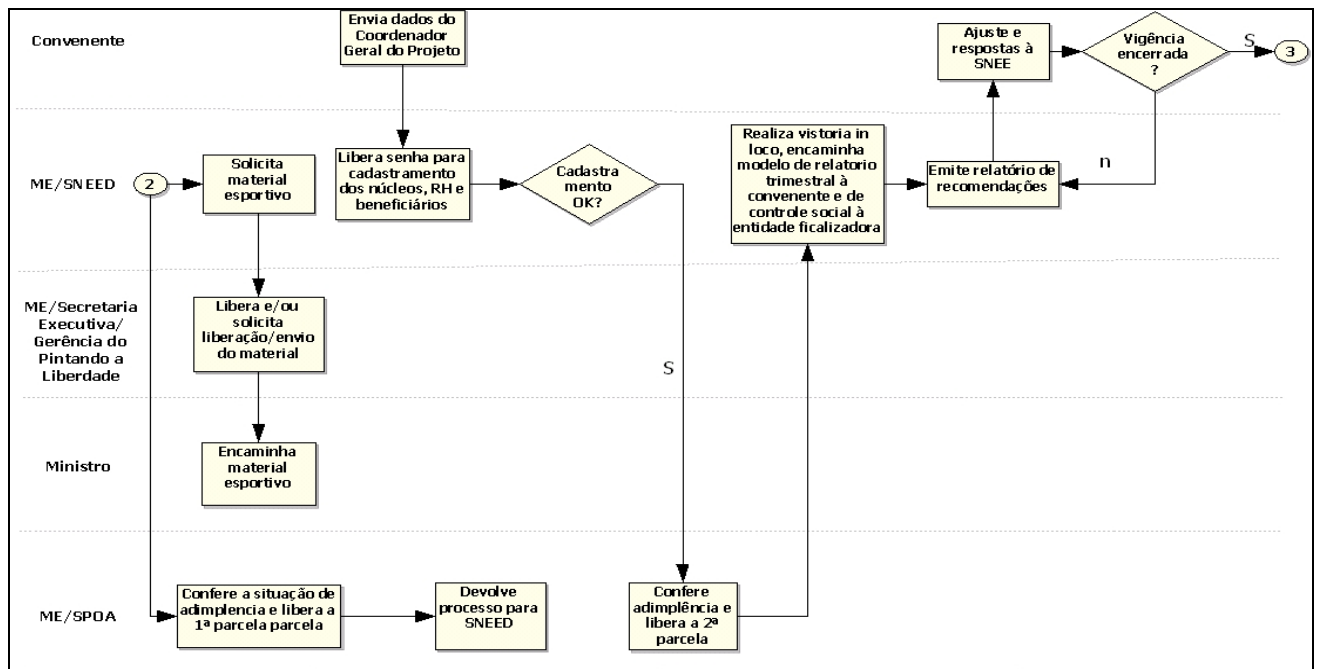 Convenente
Envia dados do
Coordenador
Geral do Projeto
Ajuste e
respostas à
SNEE
Vigência
encerrada
?
S
3
ME/SNEED
2
Solicita
material
esportivo
Libera senha para
cadastramento
dos núcleos, RH e
beneficiários
Cadastra
mento
OK?
Realiza vistoria in
loco, encaminha
modelo de relatorio
trimestral à
convenente e de
controle social à
entidade ficalizadora
Emite relatório de
recomendações
n
ME/Secretaria
Executiva/
Gerência do
Pintando a
Liberdade
Libera e/ou
solicita
liberação/envio
do material
S
Ministro
Encaminha
material
esportivo
ME/SPOA
Confere a situação de
adimplencia e libera a
1ª parcela parcela
Devolve
processo para
SNEED
Confere
adimplência e
libera a 2ª
parcela